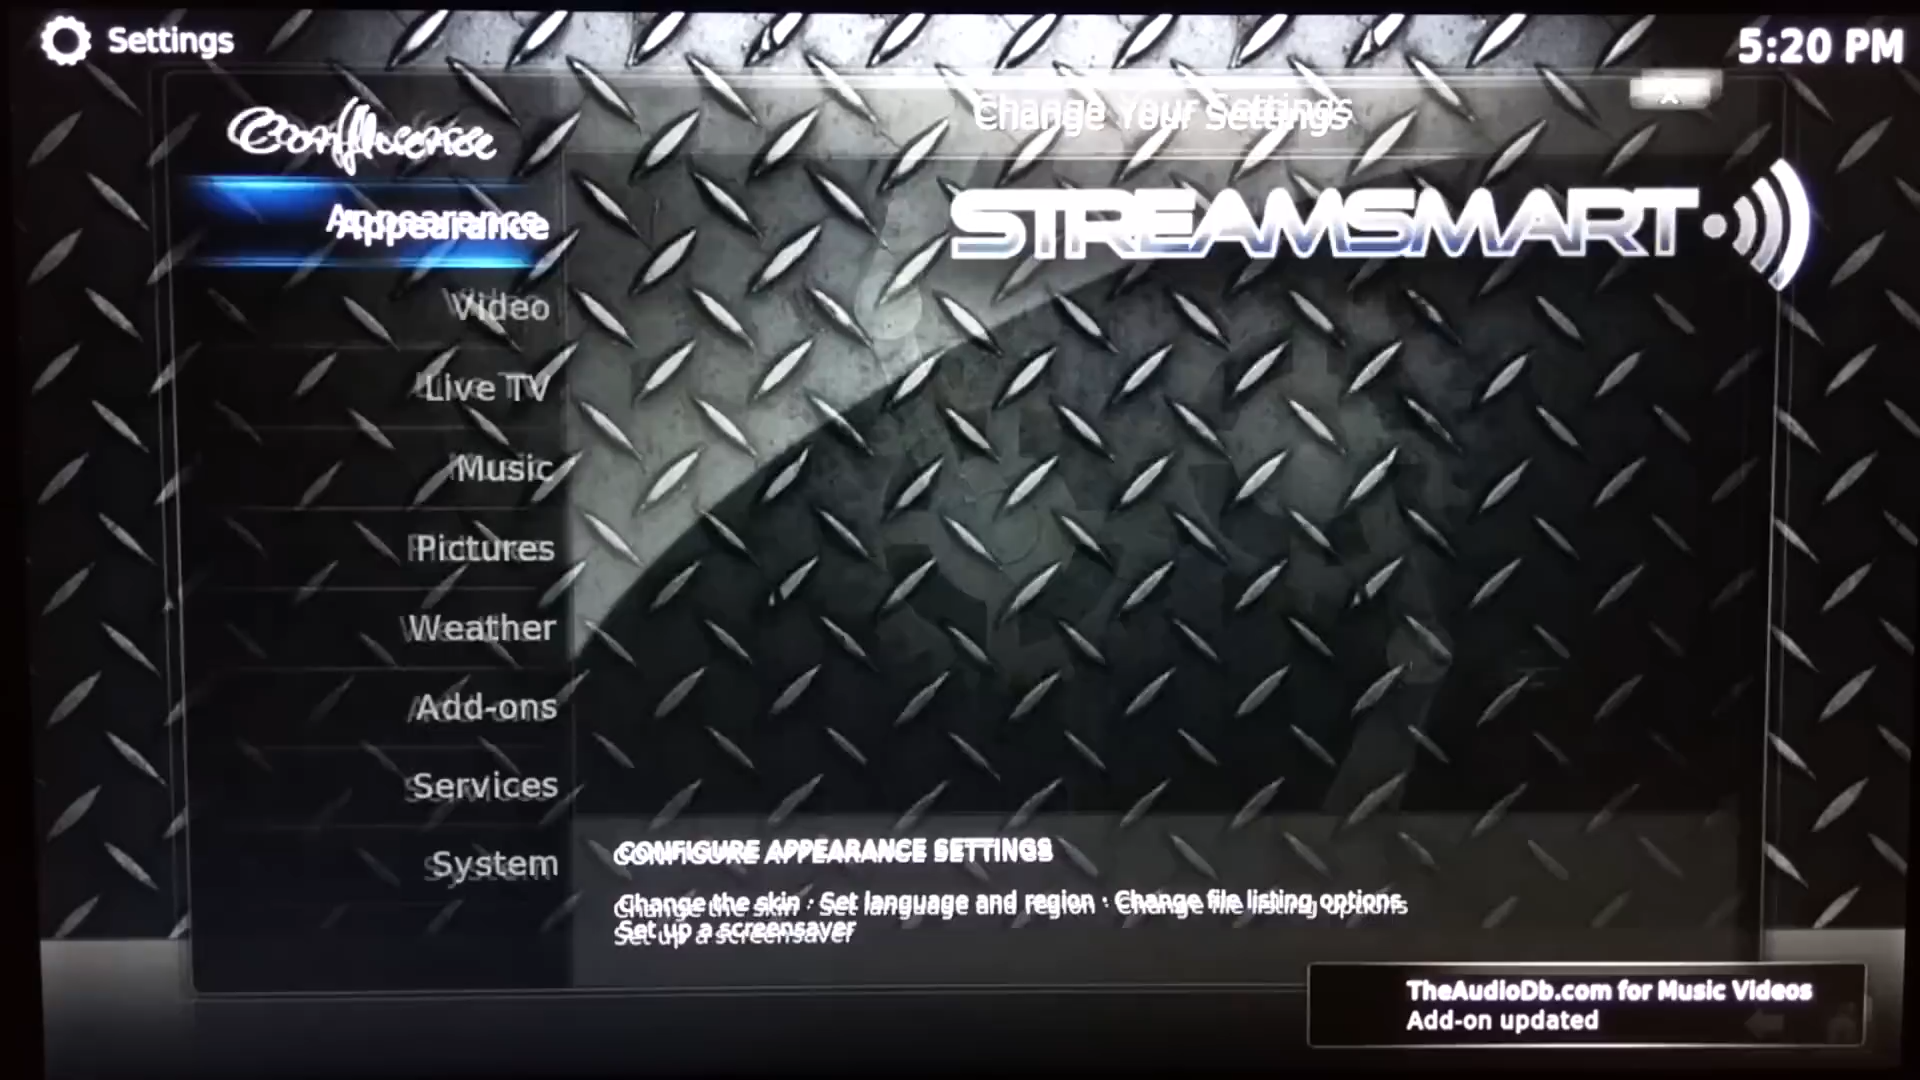 Settings
5:20 PM
Confluence
Change Your Settings
STREAMSMART
Appearance
Video
Live TV
Music
Pictures
Weather
Add-ons
Services
System
CONFIGURE APPEARANCE SETTINGS
Change the skin · Set language and region · Change file listing options
Set up a screensaver
TheAudioDb.com for Music Videos
Add-on updated